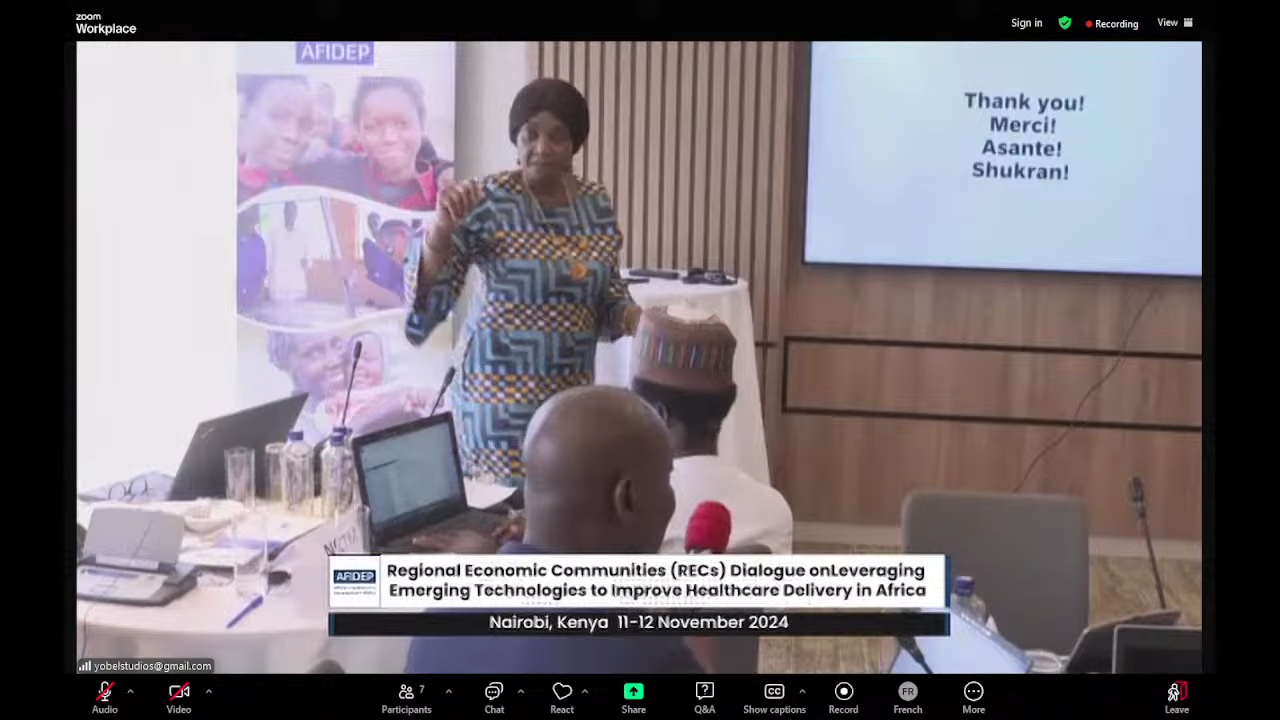 zoom
Workplace
Sign in
Recording
View
AFIDEP
Thank you!
Merci!
Asante!
Shukran!
AFIDEP
Regional Economic Communities (RECs) Dialogue onLeveraging
Emerging Technologies to Improve Healthcare Delivery in Africa
Nairobi, Kenya 11-12 November 2024
yobelstudios@gmail.com
7
FR
Audio
Video
Participants
Chat
React
Share
Q&A
Show captions
Record
French
More
Leave